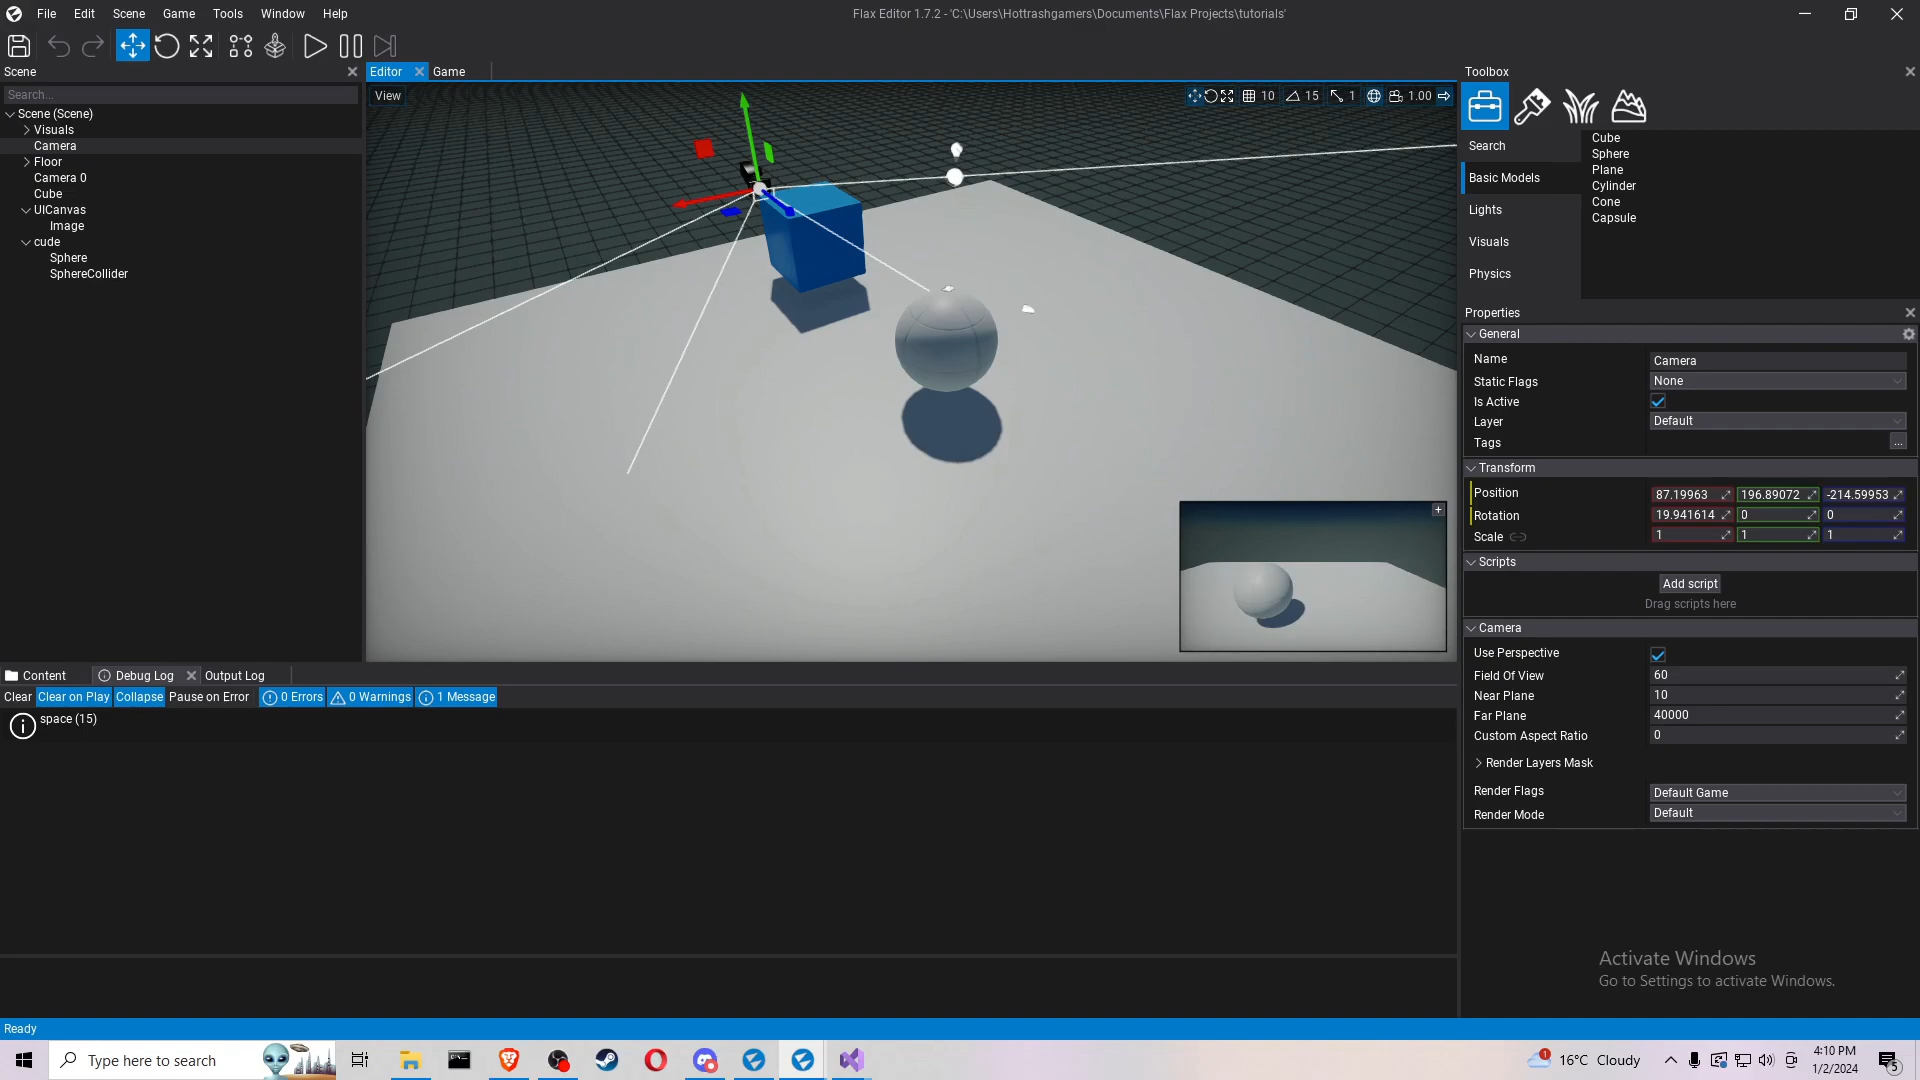 File Edit Scene Game Tools Window Help
Flax Editor 1.7.2 - 'C:\Users\Hottrashgamers\Documents\Flax Projects\tutorials'
Scene
Search...
Scene (Scene)
Visuals
Camera
Floor
Camera 0
Cube
UICanvas
Image
cude
Sphere
SphereCollider
Editor Game
View
10 15 1 1.00
Toolbox
Search
Basic Models
Lights
Visuals
Physics
Cube
Sphere
Plane
Cylinder
Cone
Capsule
Properties
General
Name Camera
Static Flags None
Is Active
Layer Default
Tags ...
Transform
Position 87.19963 196.89072 -214.59953
Rotation 19.941614 0 0
Scale 1 1 1
Scripts
Add script
Drag scripts here
Camera
Use Perspective
Field Of View 60
Near Plane 10
Far Plane 40000
Custom Aspect Ratio 0
Render Layers Mask
Render Flags Default Game
Render Mode Default
Content Debug Log Output Log
Clear Clear on Play Collapse Pause on Error 0 Errors 0 Warnings 1 Message
space (15)
Activate Windows
Go to Settings to activate Windows.
Ready
Type here to search
1 16°C Cloudy
4:10 PM
1/2/2024
5